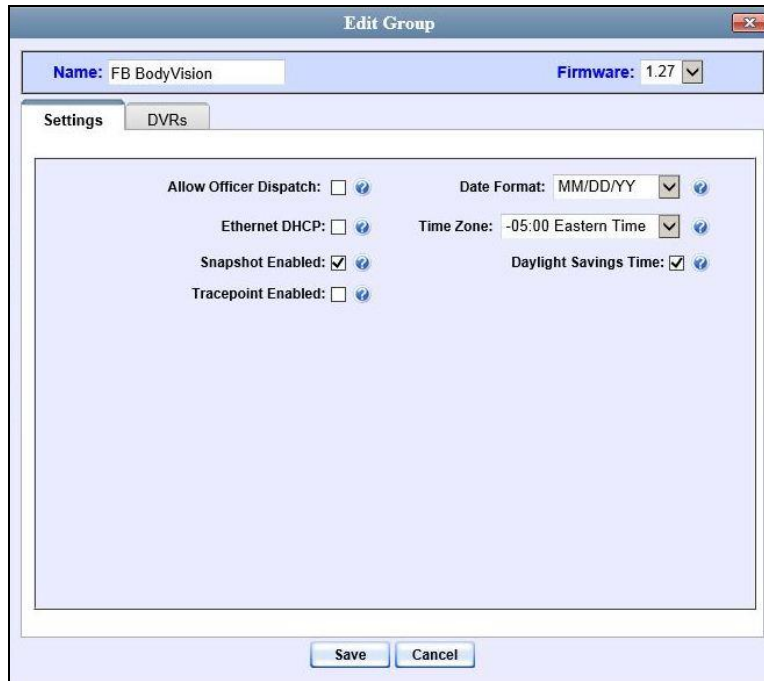 Edit Group
Name: FB BodyVision Firmware: 1.27
Settings DVRs
Allow Officer Dispatch: Date Format: MM/DD/YY
Ethernet DHCP: Time Zone: -05:00 Eastern Time
Snapshot Enabled: Daylight Savings Time:
Tracepoint Enabled:
Save Cancel